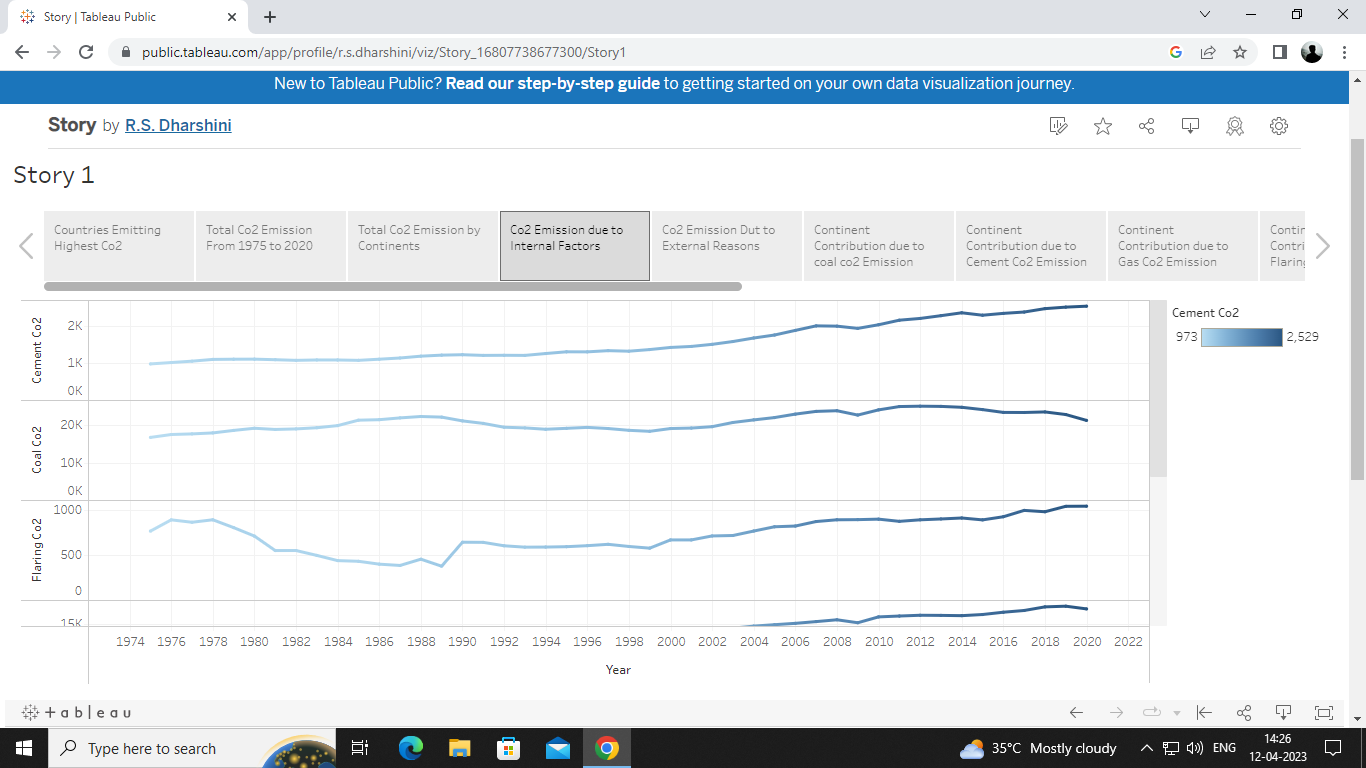 Story | Tableau Public
public.tableau.com/app/profile/r.s.dharshini/viz/Story_16807738677300/Story1
New to Tableau Public? Read our step-by-step guide to getting started on your own data visualization journey.
Story by R.S. Dharshini
Story 1
Countries Emitting
Highest Co2
Total Co2 Emission
From 1975 to 2020
Total Co2 Emission by
Continents
Co2 Emission due to
Internal Factors
Co2 Emission Dut to
External Reasons
Continent
Contribution due to
coal co2 Emission
Continent
Contribution due to
Cement Co2 Emission
Continent
Contribution due to
Gas Co2 Emission
Cement Co2
2K
1K
0K
Coal Co2
20K
10K
0K
Flaring Co2
1000
500
0
15K
1974 1976 1978 1980 1982 1984 1986 1988 1990 1992 1994 1996 1998 2000 2002 2004 2006 2008 2010 2012 2014 2016 2018 2020 2022
Year
Cement Co2
973 2,529
+ a b | e a u
Type here to search
35°C Mostly cloudy
ENG
14:26
12-04-2023